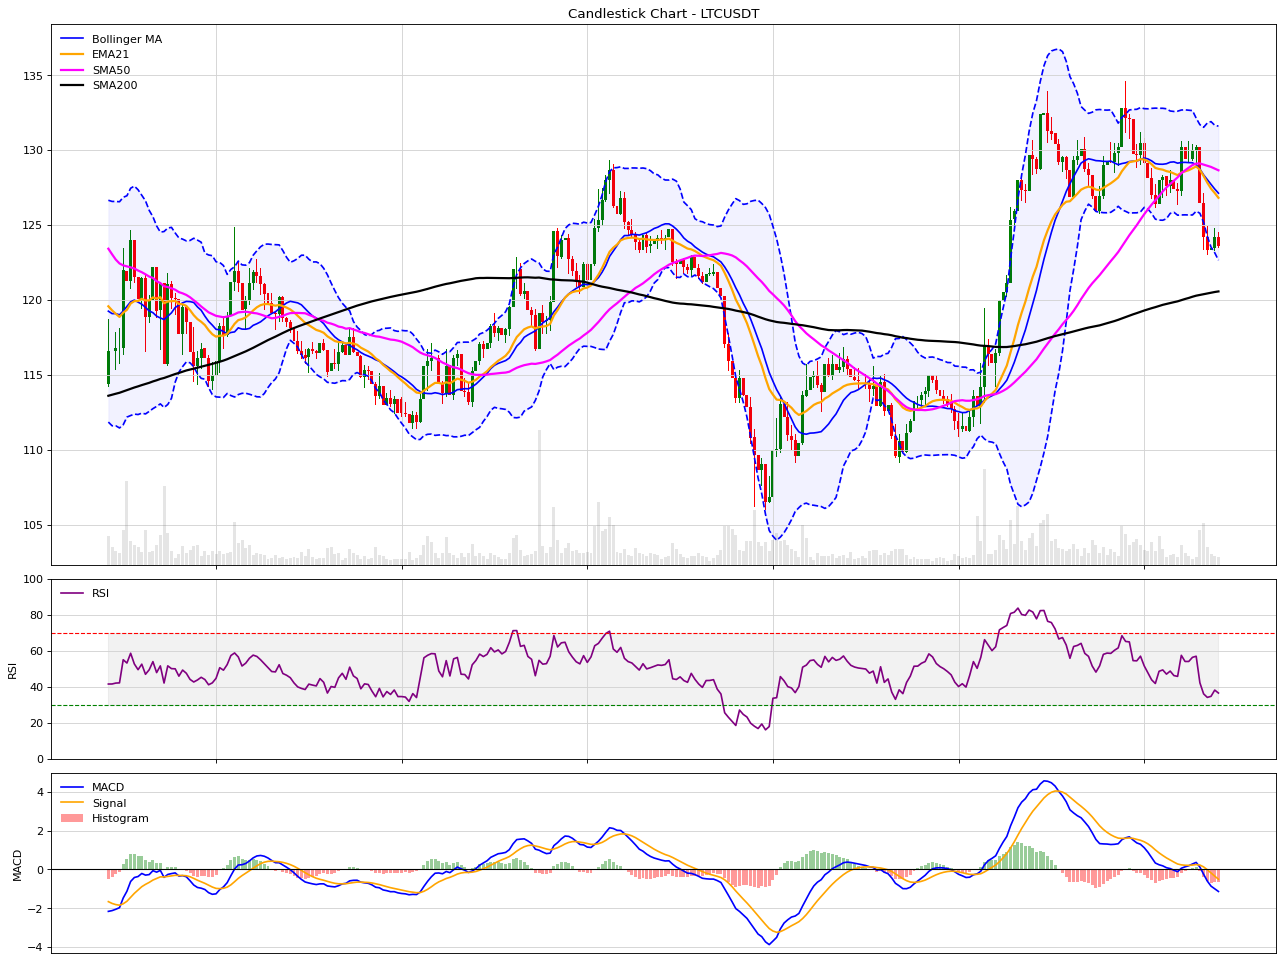 Candlestick Chart - LTCUSDT
Bollinger MA
EMA21
SMA50
SMA200
135
130
125
120
115
110
105
100
80
60
40
20
0
RSI
RSI
4
2
0
−2
−4
MACD
MACD
Signal
Histogram